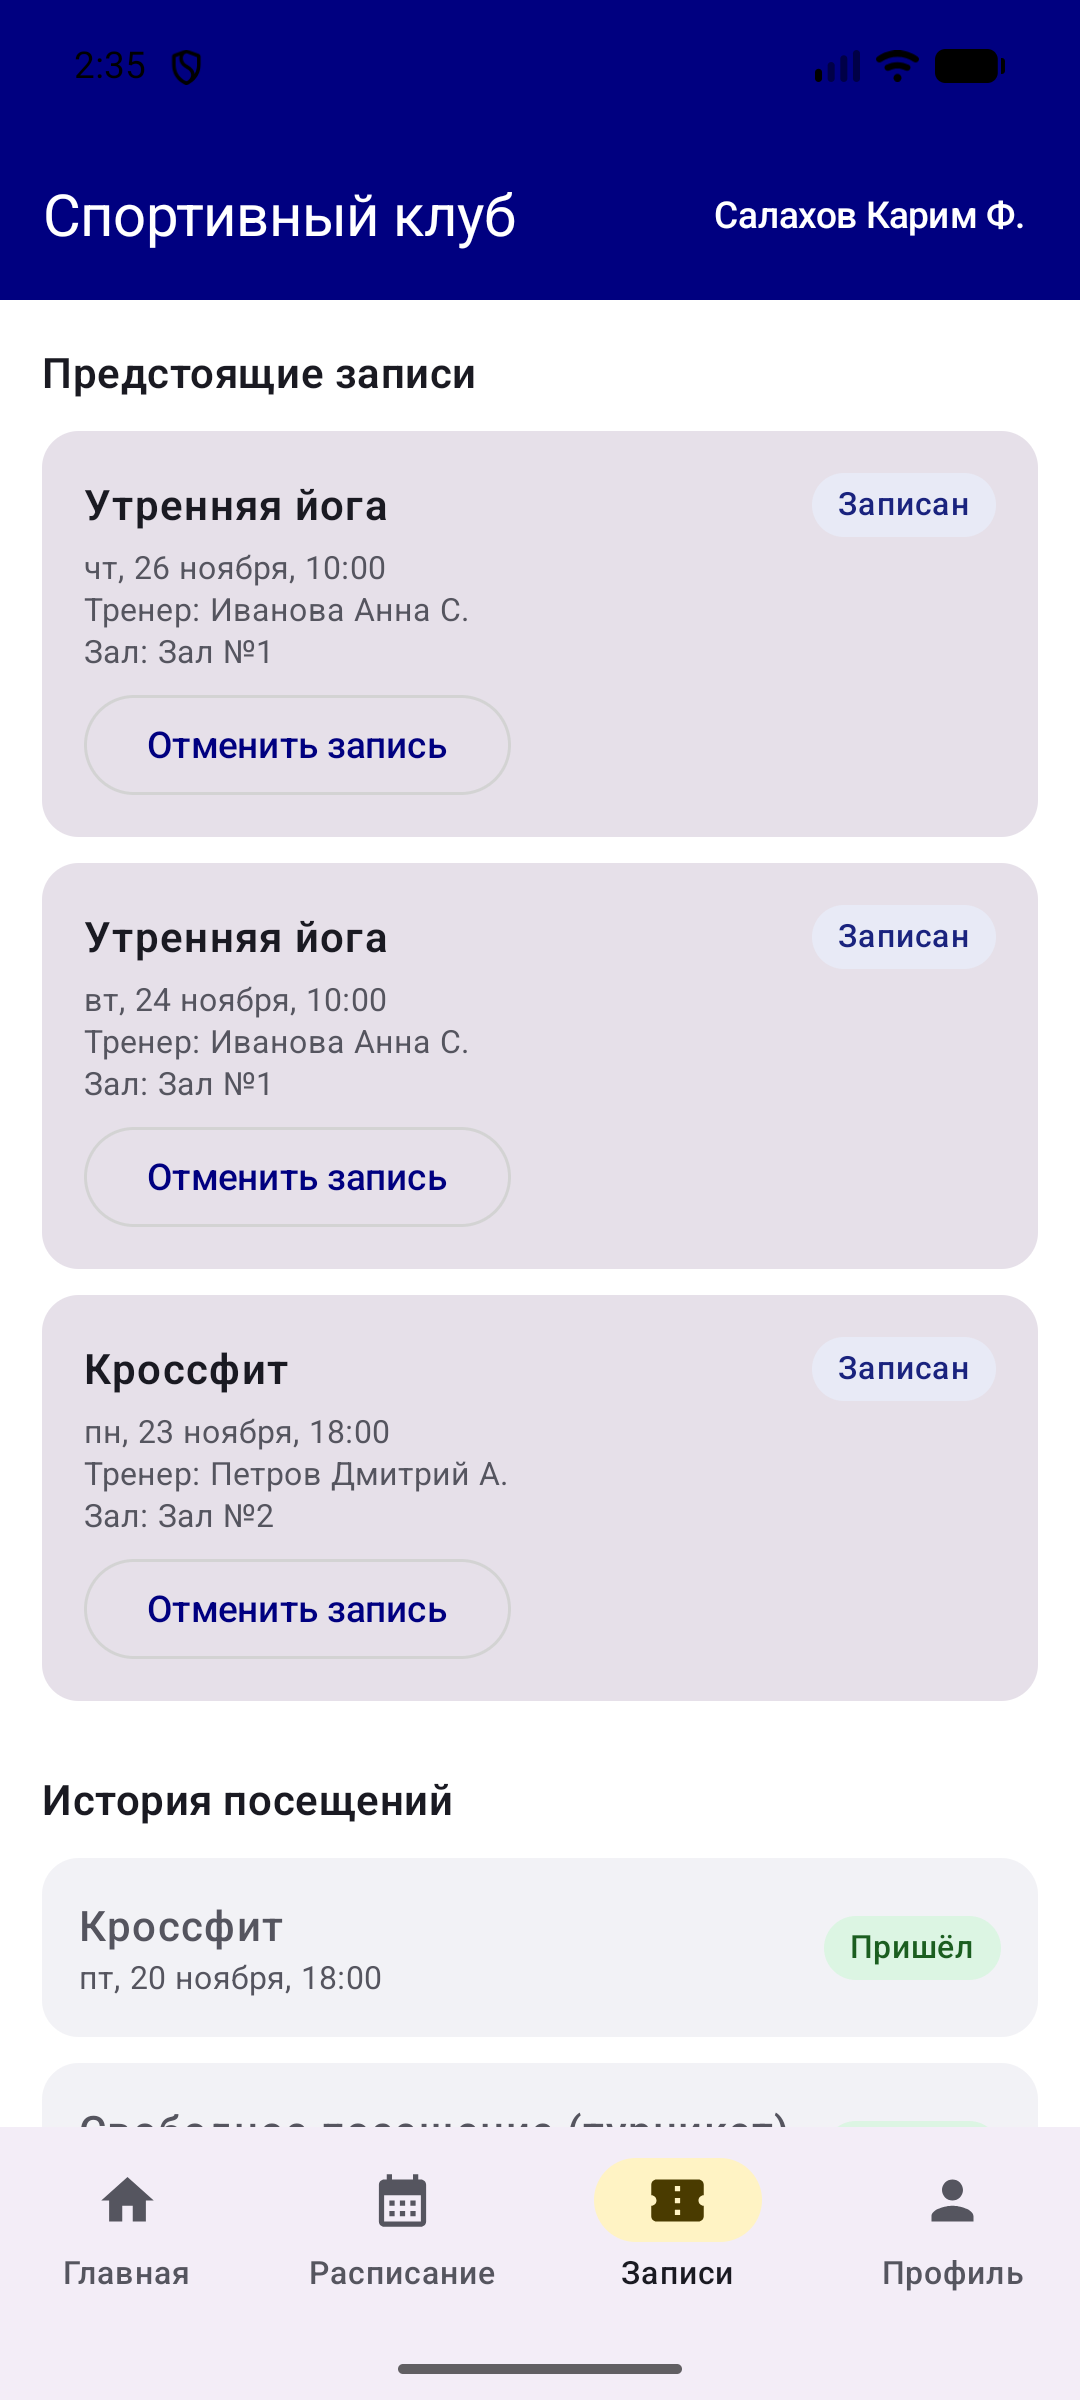 2:35
Спортивный клуб
Салахов Карим Ф.
Предстоящие записи
Утренняя йога
Записан
чт, 26 ноября, 10:00
Тренер: Иванова Анна С.
Зал: Зал №1
Отменить запись
Утренняя йога
Записан
вт, 24 ноября, 10:00
Тренер: Иванова Анна С.
Зал: Зал №1
Отменить запись
Кроссфит
Записан
пн, 23 ноября, 18:00
Тренер: Петров Дмитрий А.
Зал: Зал №2
Отменить запись
История посещений
Кроссфит
Пришёл
пт, 20 ноября, 18:00
Свободное посещение (турникет)
Главная
Расписание
Записи
Профиль